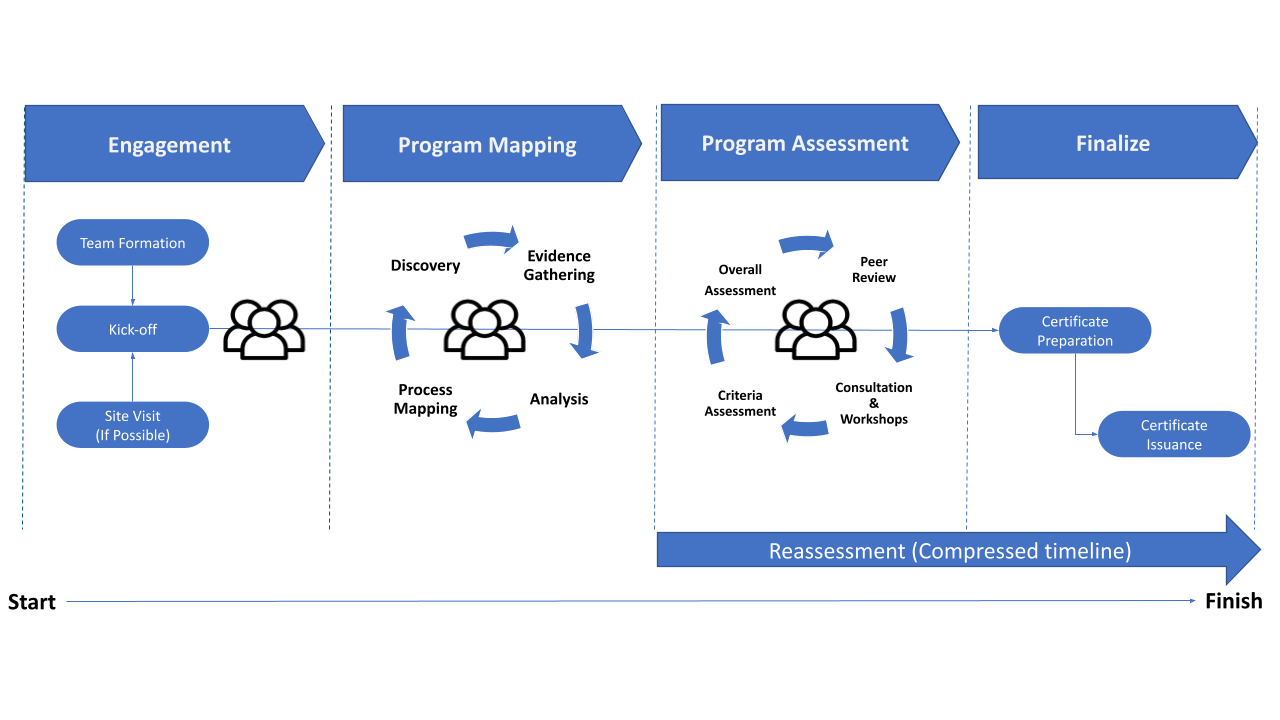 Engagement
Program Mapping
Program Assessment
Finalize
Team Formation
Kick-off
Site Visit
(If Possible)
Discovery
Evidence
Gathering
Process
Mapping
Analysis
Overall
Assessment
Peer
Review
Criteria
Assessment
Consultation
&
Workshops
Certificate
Preparation
Certificate
Issuance
Reassessment (Compressed timeline)
Start
Finish